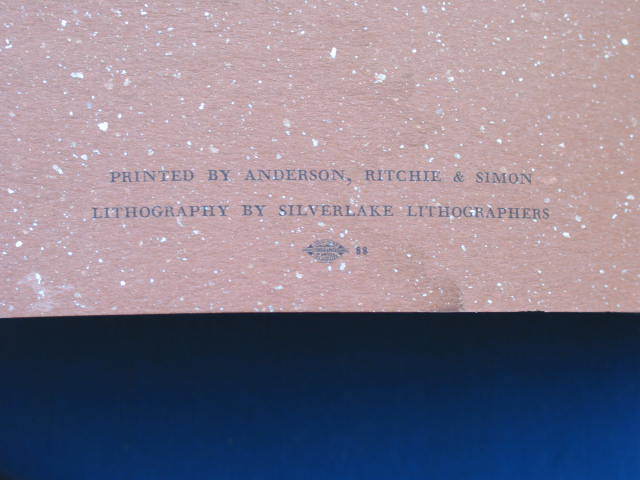 PRINTED BY ANDERSON, RITCHIE & SIMON
LITHOGRAPHY BY SILVERLAKE LITHOGRAPHERS
88